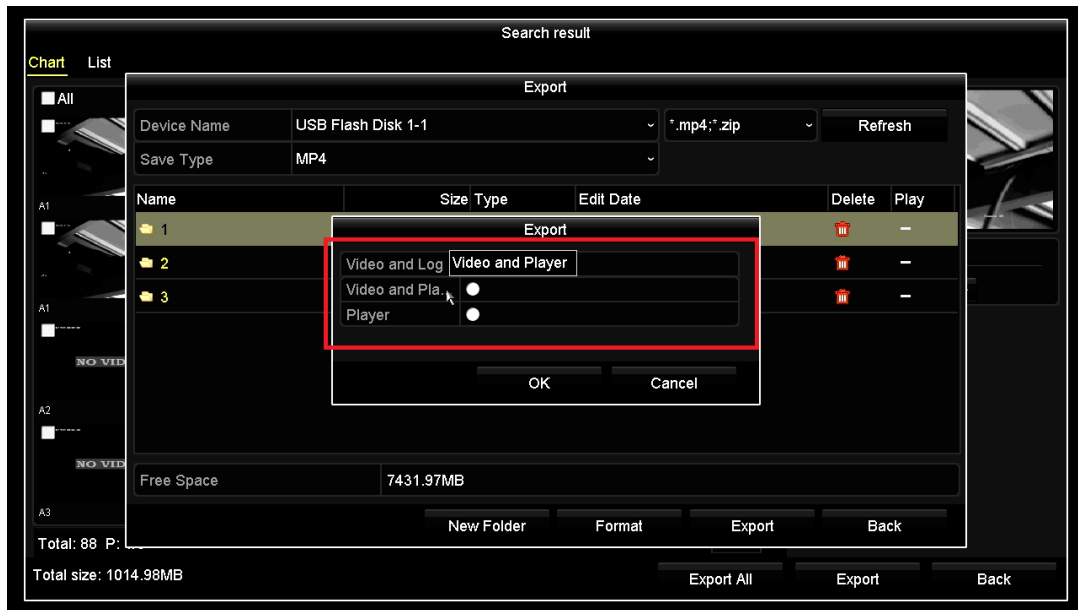 Search result
Chart List
All
Export
Device Name USB Flash Disk 1-1 *.mp4;*.zip Refresh
Save Type MP4
Name Size Type Edit Date Delete Play
A1
1
Export
2
Video and Log Video and Player
Video and Pla...
3
A1
Player
NO VID
OK Cancel
A2
NO VID
Free Space 7431.97MB
A3
New Folder Format Export Back
Total: 88 P:
Total size: 1014.98MB Export All Export Back